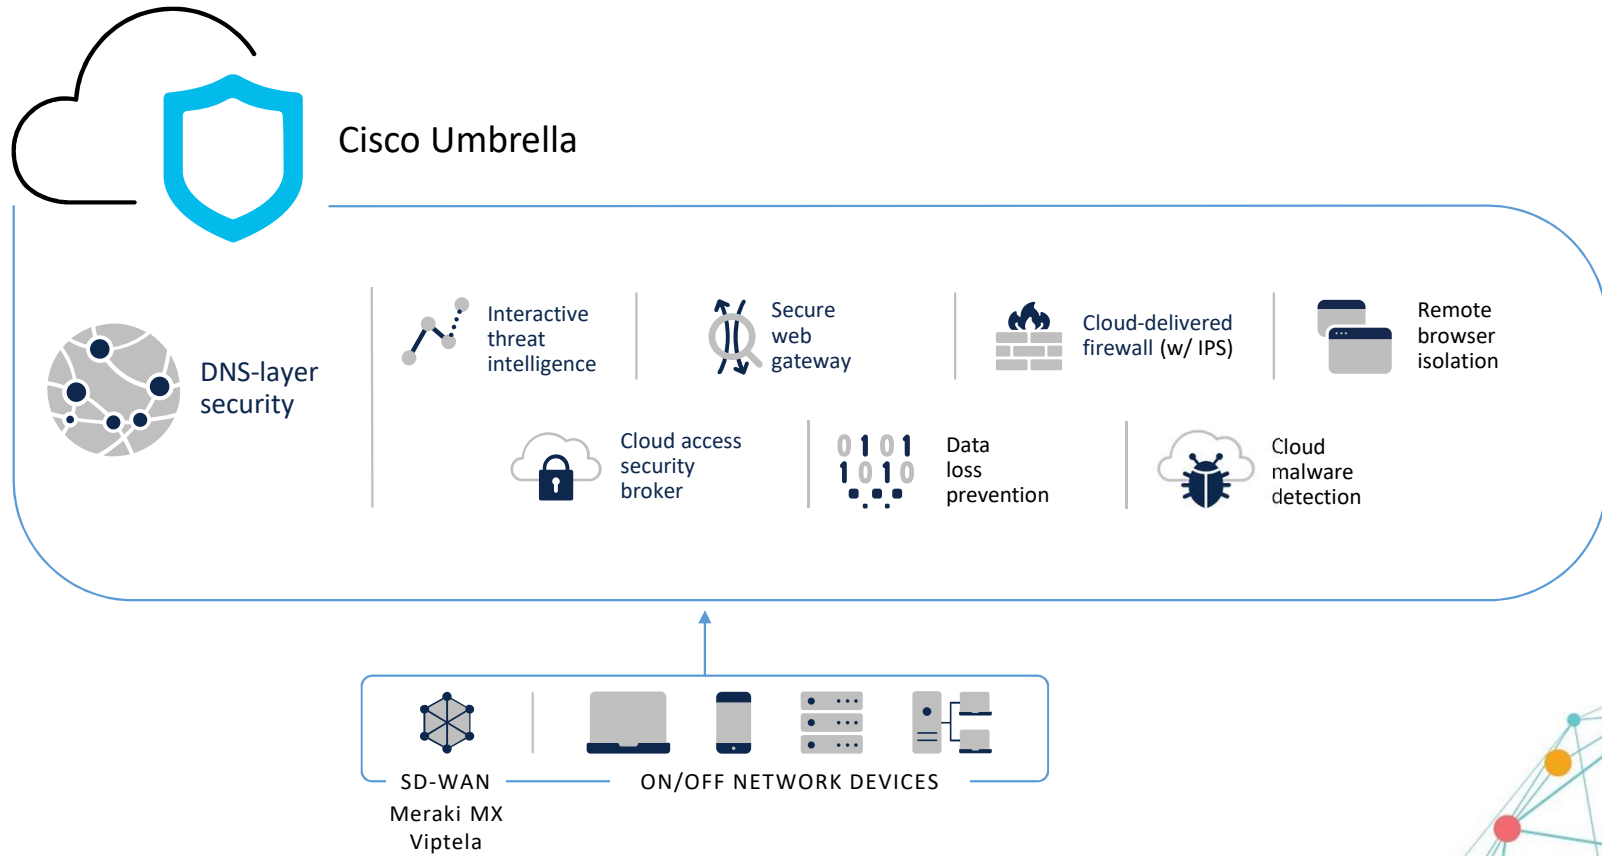 Cisco Umbrella
DNS-layer
security
Interactive
threat
intelligence
Secure
web
gateway
Cloud-delivered
firewall (w/ IPS)
Remote
browser
isolation
Cloud access
security
broker
0101
1010
Data
loss
prevention
Cloud
malware
detection
SD-WAN
Meraki MX
Viptela
ON/OFF NETWORK DEVICES